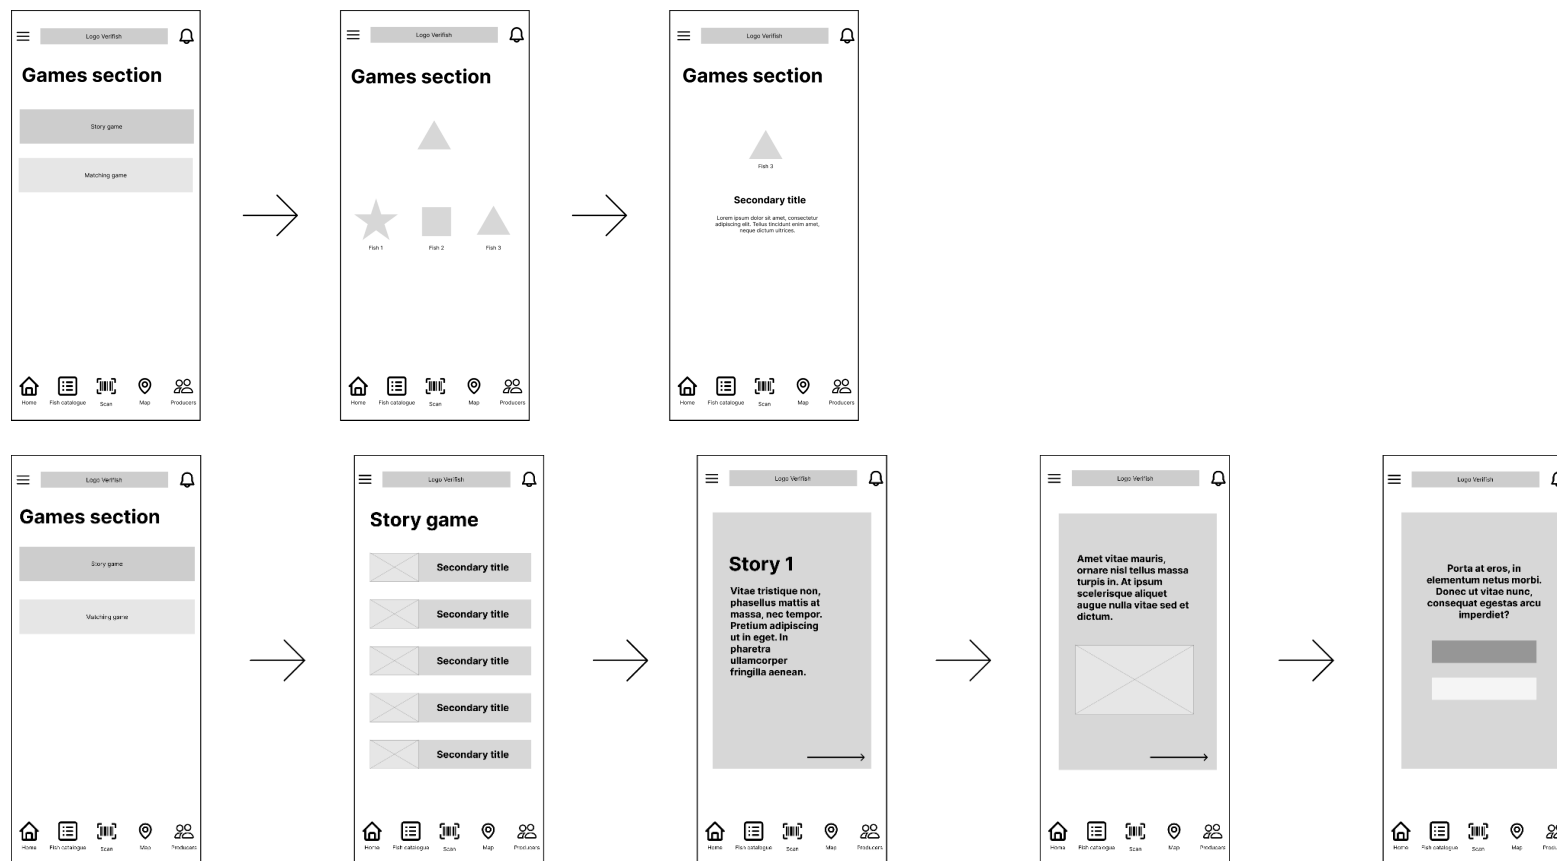 Logo Verifish
Games section
Story game
Matching game
Home
Fish catalogue
Scan
Map
Producers
Logo Verifish
Games section
Fish 1
Fish 2
Fish 3
Home
Fish catalogue
Scan
Map
Producers
Logo Verifish
Games section
Fish 3
Secondary title
Lorem ipsum dolor sit amet, consectetur
adipiscing elit. Tellus tincidunt enim amet,
neque dictum ultrices.
Home
Fish catalogue
Scan
Map
Producers
Logo Verifish
Games section
Story game
Matching game
Home
Fish catalogue
Scan
Map
Producers
Logo Verifish
Story game
Secondary title
Secondary title
Secondary title
Secondary title
Secondary title
Home
Fish catalogue
Scan
Map
Producers
Logo Verifish
Story 1
Vitae tristique non,
phasellus mattis at
massa, nec tempor.
Pretium adipiscing
ut in eget. In
pharetra
ullamcorper
fringilla aenean.
Home
Fish catalogue
Scan
Map
Producers
Logo Verifish
Amet vitae mauris,
ornare nisl tellus massa
turpis in. At ipsum
scelerisque aliquet
augue nulla vitae sed et
dictum.
Home
Fish catalogue
Scan
Map
Producers
Logo Verifish
Porta at eros, in
elementum netus morbi.
Donec ut vitae nunc,
consequat egestas arcu
imperdiet?
Home
Fish catalogue
Scan
Map